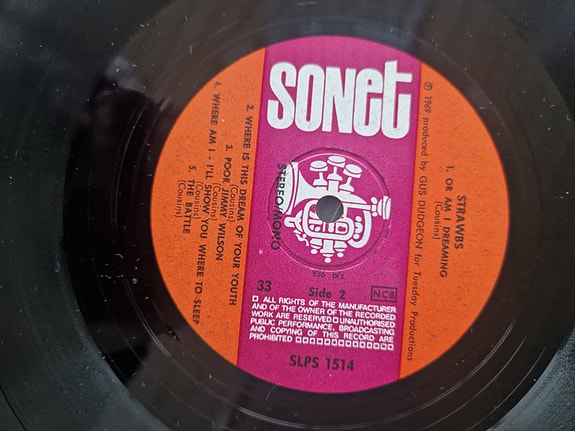 SONET
℗ 1969 produced by GUS DUDGEON for Tuesday Productions
STRAWBS
1. OR AM I DREAMING
(Cousins)
STEREO/MONO
936 b/s
33 Side 2 NCB
ALL RIGHTS OF THE MANUFACTURER
AND OF THE OWNER OF THE RECORDED
WORK ARE RESERVED UNAUTHORISED
PUBLIC PERFORMANCE, BROADCASTING
AND COPYING OF THIS RECORD ARE
PROHIBITED
SLPS 1514
2. WHERE IS THIS DREAM OF YOUR YOUTH
(Cousins)
3. POOR JIMMY WILSON
(Cousins)
4. WHERE AM I - I'LL SHOW YOU WHERE TO SLEEP
(Cousins)
5. THE BATTLE
(Cousins)